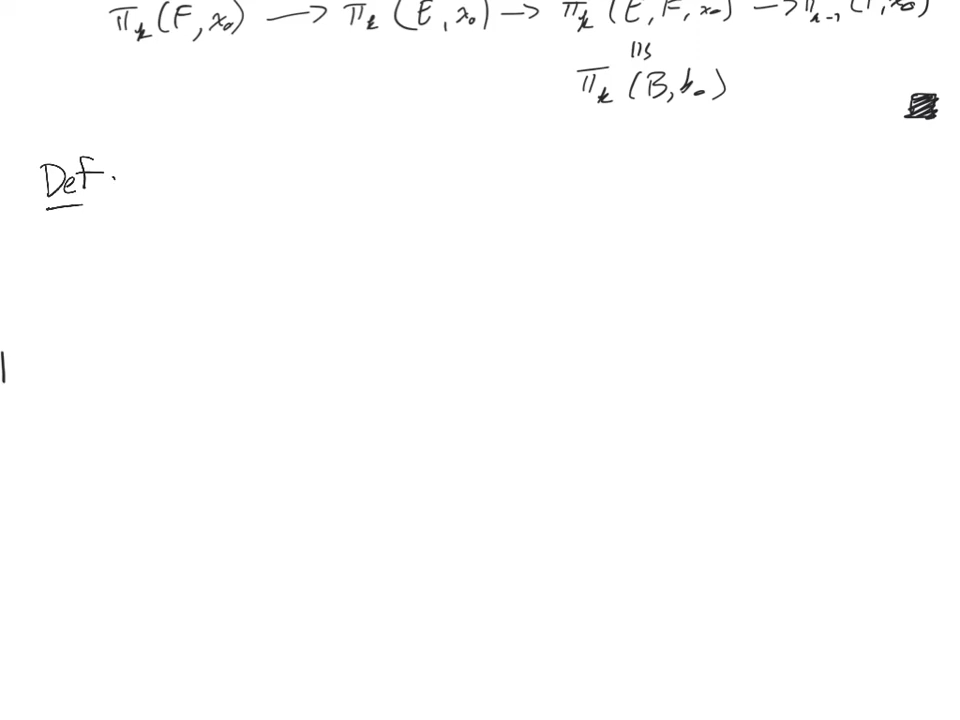 π_k(F, x₀) → π_k(E, x₀) → π_k(E, F, x₀) → π_{k-1}(F, x₀)
≅
π_k(B, b₀)
Def.